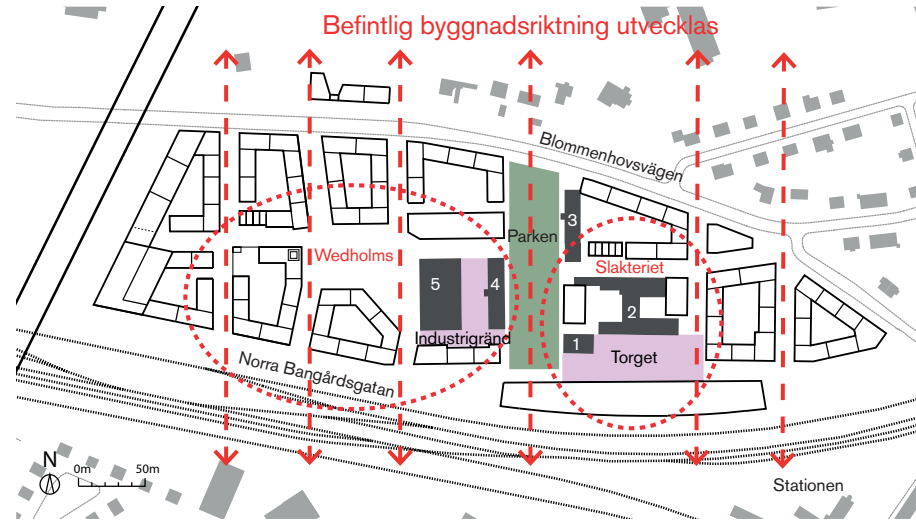 Befintlig byggnadsriktning utvecklas
Blommenhovsvägen
3
Parken
Wedholms
Slakteriet
5
4
2
Industrigränd
1
Torget
Norra Bangårdsgatan
N
0m
50m
Stationen